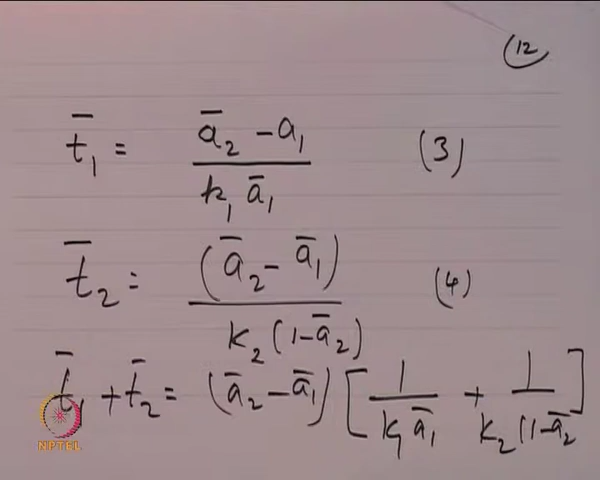 (12)
t̄₁ = (ā₂ - a₁) / (k₁ ā₁) (3)
t̄₂ = (ā₂ - ā₁) / (k₂ (1-ā₂)) (4)
t̄₁ + t̄₂ = (ā₂ - ā₁) [ 1 / (k₁ ā₁) + 1 / (k₂ (1-ā₂ ]
NPTEL